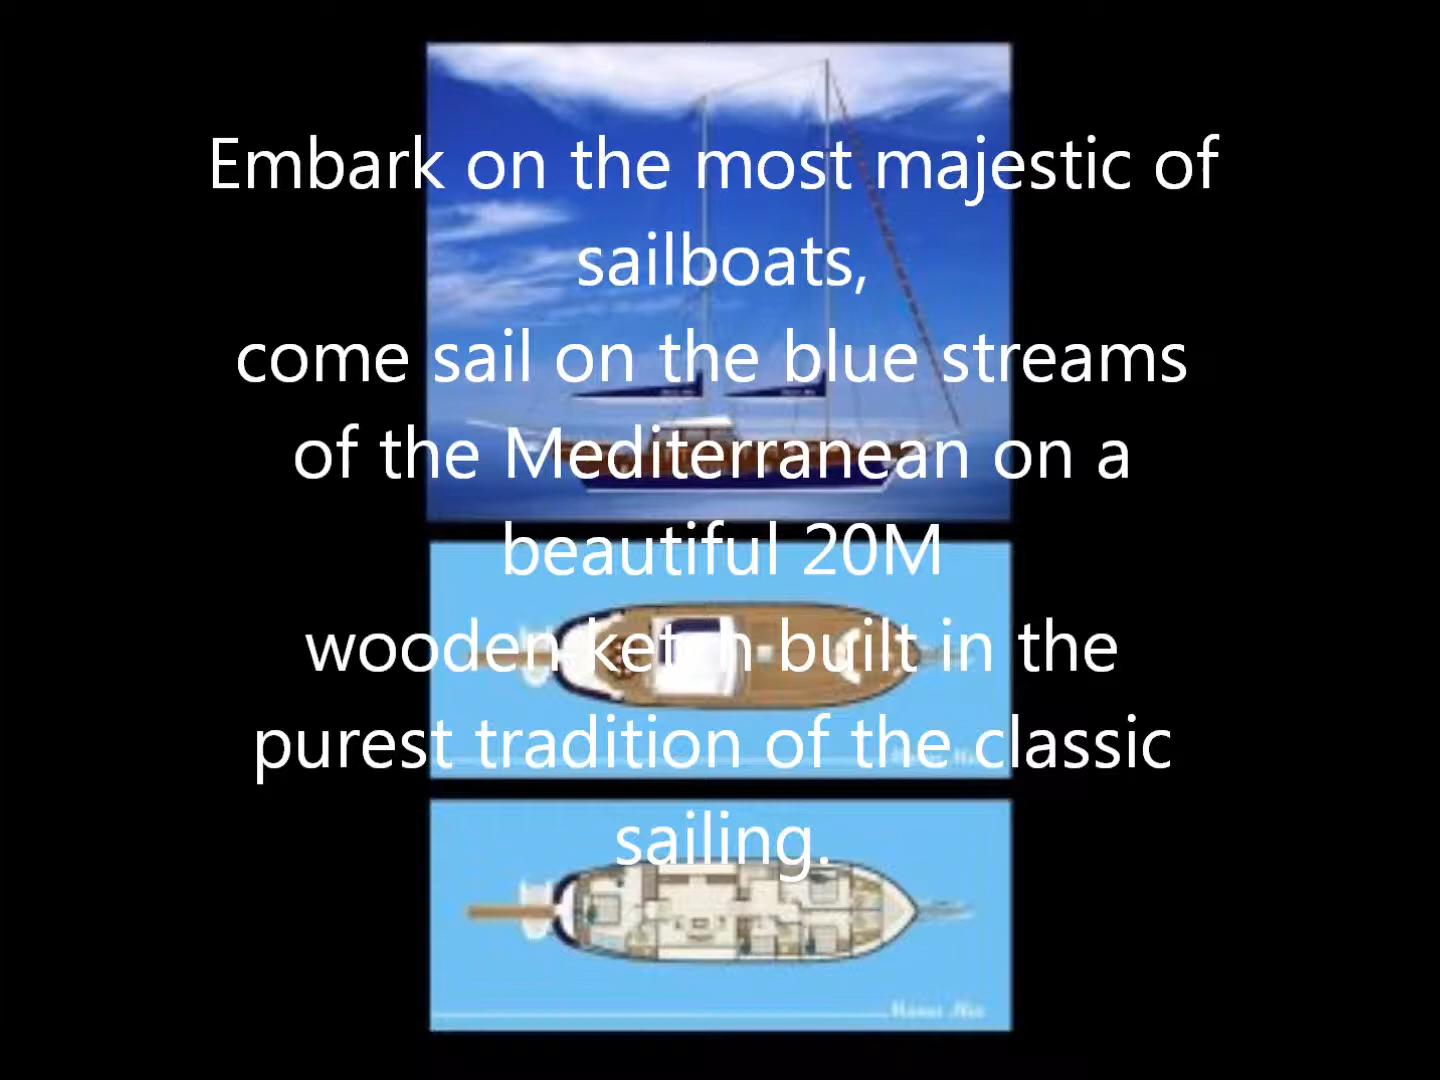 Embark on the most majestic of
sailboats,
come sail on the blue streams
of the Mediterranean on a
beautiful 20M
wooden ketch built in the
purest tradition of the classic
sailing.